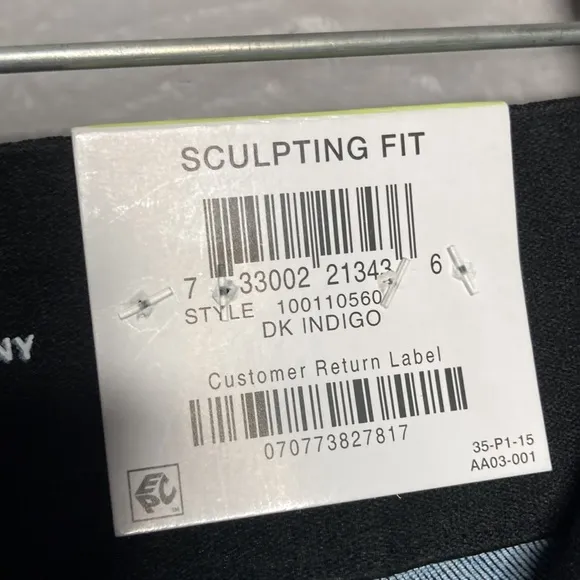 SCULPTING FIT
7 33002 21343 6
STYLE 100110560
DK INDIGO
NY
Customer Return Label
070773827817
35-P1-15
AA03-001
EPC